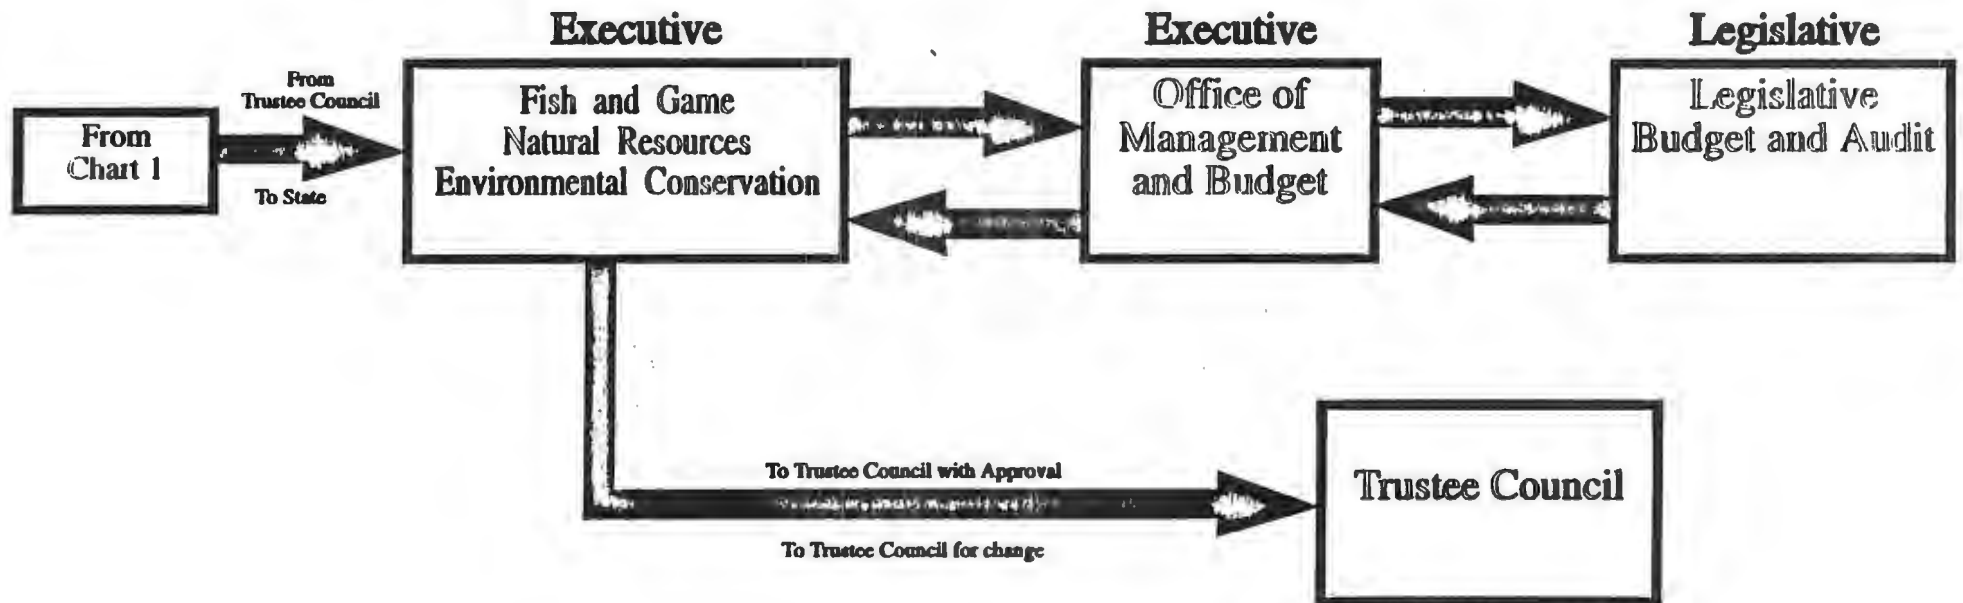 Executive
Executive
Legislative
From
Trustee Council
To State
From
Chart 1
Fish and Game
Natural Resources
Environmental Conservation
Office of
Management
and Budget
Legislative
Budget and Audit
To Trustee Council with Approval
To Trustee Council for change
Trustee Council